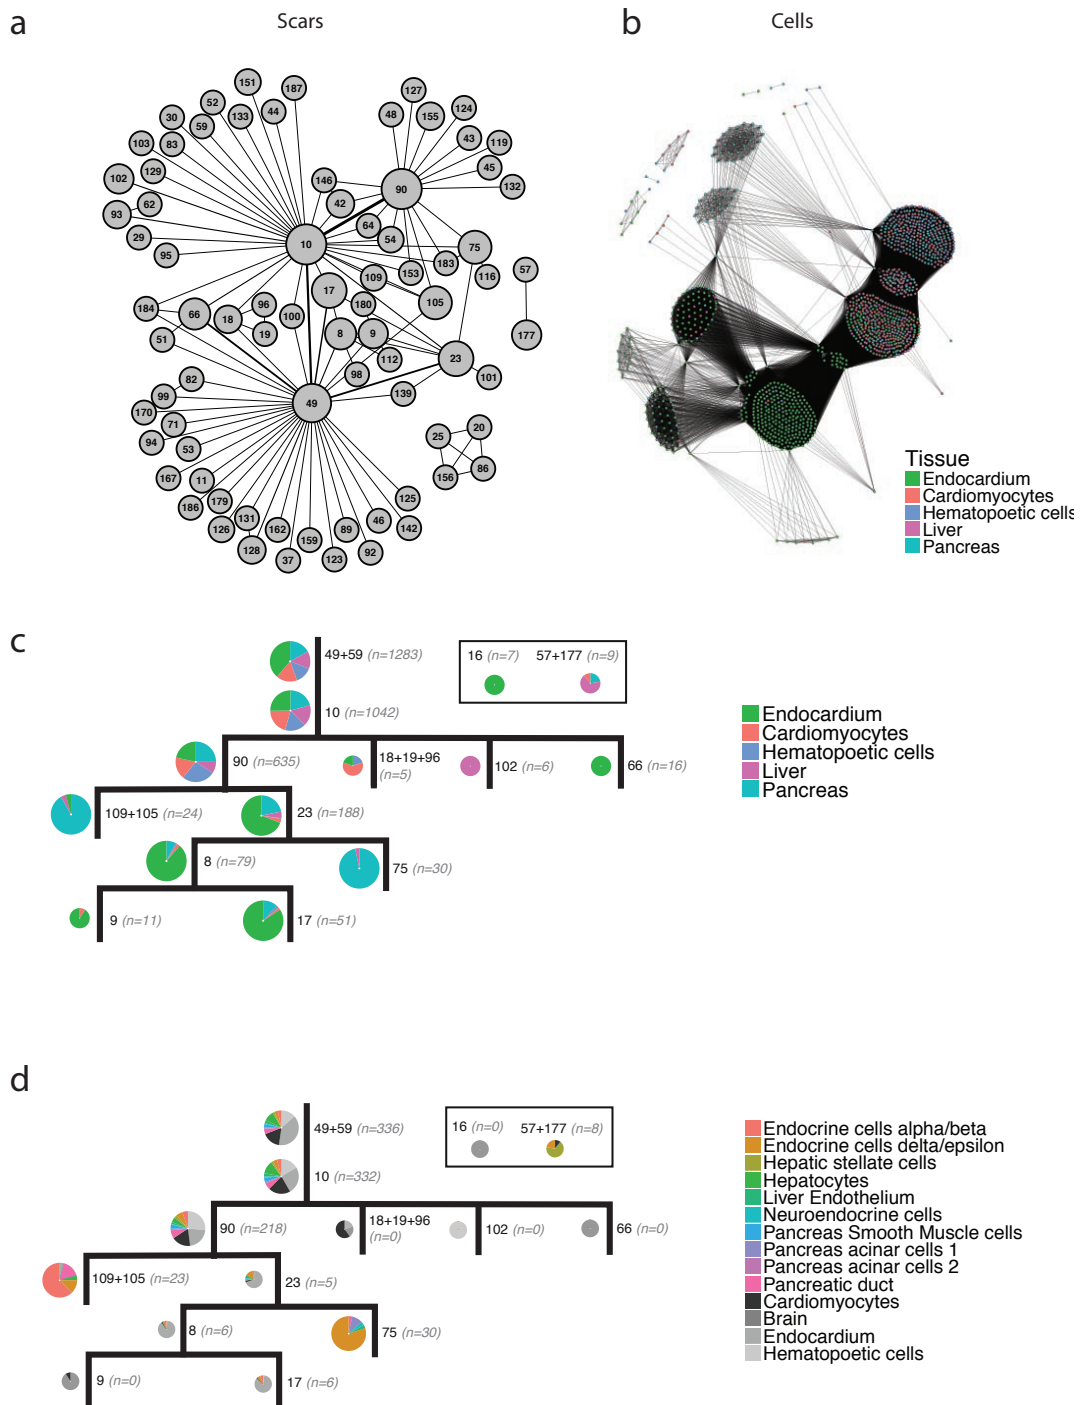 a
Scars
b
Cells
151
187
127
52
133
44
48
155
124
30
59
43
119
103
83
45
102
129
146
90
132
62
42
93
64
29
10
54
75
95
183
153
116
57
109
17
105
184
66
96
180
18
100
177
19
8
9
51
23
112
98
101
82
139
99
49
170
71
94
25
20
53
86
167
11
156
186
179
125
126
131
162
89
46
142
159
128
92
37
123
Tissue
Endocardium
Cardiomyocytes
Hematopoetic cells
Liver
Pancreas
c
49+59 (n=1283)
16 (n=7)
57+177 (n=9)
10 (n=1042)
90 (n=635)
18+19+96
(n=5)
102 (n=6)
66 (n=16)
109+105 (n=24)
23 (n=188)
8 (n=79)
75 (n=30)
9 (n=11)
17 (n=51)
Endocardium
Cardiomyocytes
Hematopoetic cells
Liver
Pancreas
d
49+59 (n=336)
16 (n=0)
57+177 (n=8)
10 (n=332)
90 (n=218)
18+19+96
(n=0)
102 (n=0)
66 (n=0)
109+105 (n=23)
23 (n=5)
8 (n=6)
75 (n=30)
9 (n=0)
17 (n=6)
Endocrine cells alpha/beta
Endocrine cells delta/epsilon
Hepatic stellate cells
Hepatocytes
Liver Endothelium
Neuroendocrine cells
Pancreas Smooth Muscle cells
Pancreas acinar cells 1
Pancreas acinar cells 2
Pancreatic duct
Cardiomyocytes
Brain
Endocardium
Hematopoetic cells